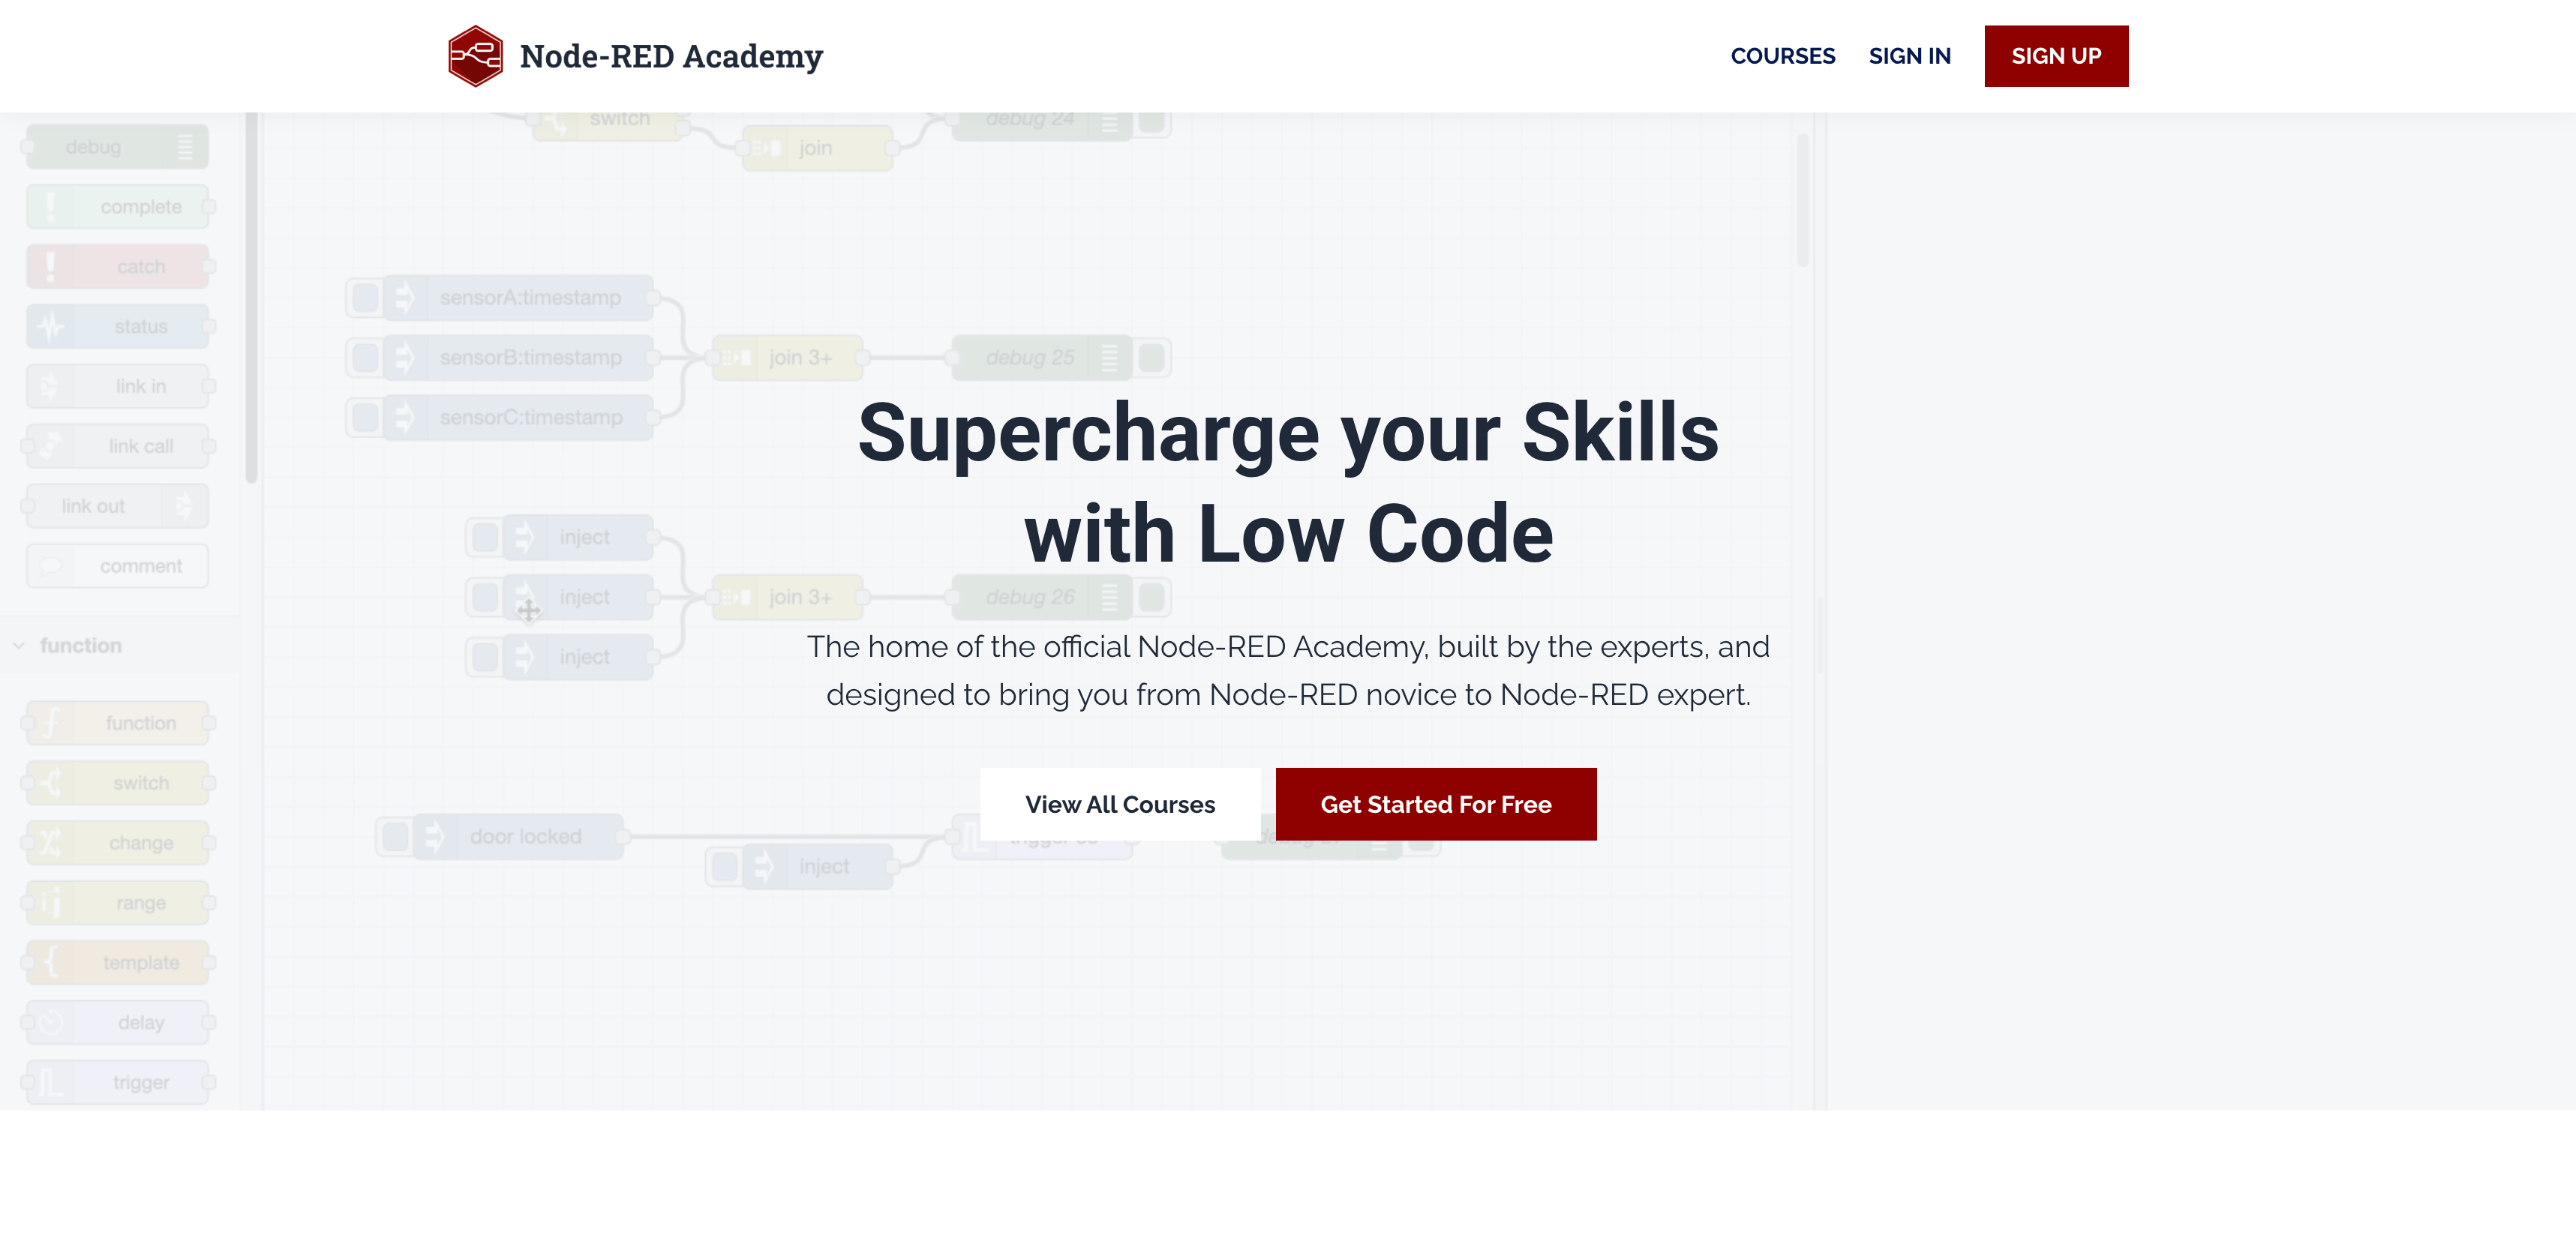 Node-RED Academy
COURSES
SIGN IN
SIGN UP
debug
complete
catch
status
link in
link call
link out
comment
function
function
switch
change
range
template
delay
trigger
switch
join
debug 24
sensorA:timestamp
sensorB:timestamp
sensorC:timestamp
join 3+
debug 25
inject
inject
inject
join 3+
debug 26
door locked
inject
Supercharge your Skills
with Low Code
The home of the official Node-RED Academy, built by the experts, and
designed to bring you from Node-RED novice to Node-RED expert.
View All Courses
Get Started For Free